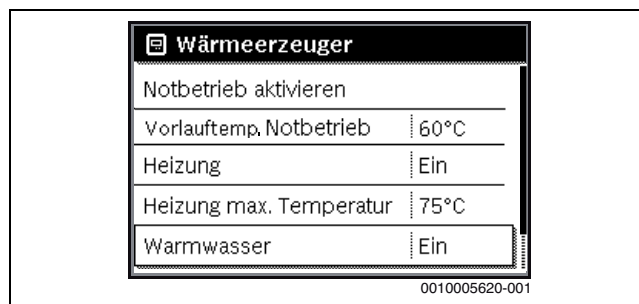 Wärmeerzeuger
Notbetrieb aktivieren
Vorlauftemp. Notbetrieb 60°C
Heizung Ein
Heizung max. Temperatur 75°C
Warmwasser Ein
0010005620-001